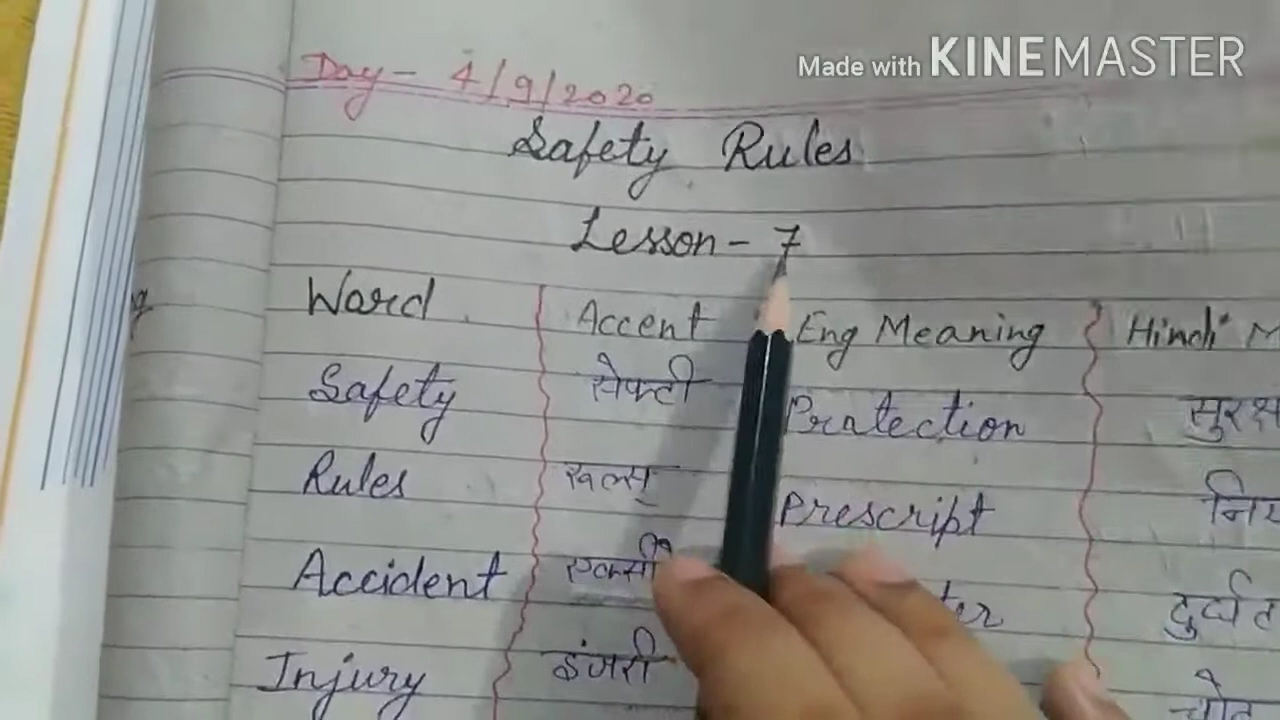 Made with KINEMASTER
Day - 4/9/2020
Safety Rules
Lesson - 7
Word Accent Eng Meaning Hindi
Safety सेफ्टी Protection
Rules रुल्स् Prescript
Accident
Injury इंजरी